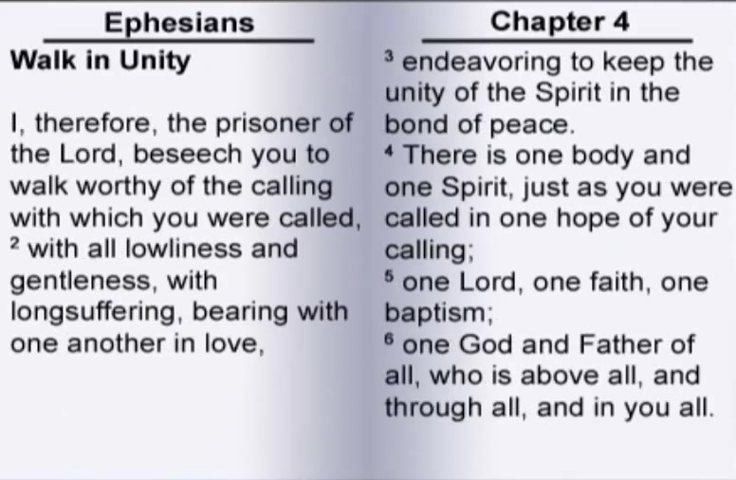 Ephesians
Walk in Unity
I, therefore, the prisoner of
the Lord, beseech you to
walk worthy of the calling
with which you were called,
² with all lowliness and
gentleness, with
longsuffering, bearing with
one another in love,
Chapter 4
³ endeavoring to keep the
unity of the Spirit in the
bond of peace.
⁴ There is one body and
one Spirit, just as you were
called in one hope of your
calling;
⁵ one Lord, one faith, one
baptism;
⁶ one God and Father of
all, who is above all, and
through all, and in you all.